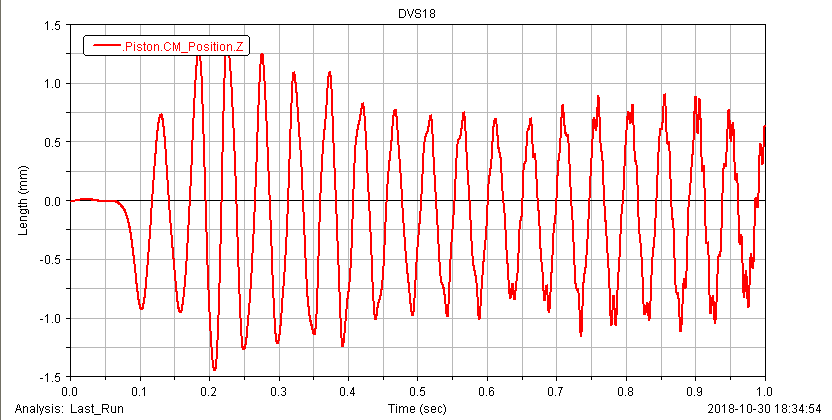 DVS18
.Piston.CM_Position.Z
1.5
1.0
0.5
0.0
-0.5
-1.0
-1.5
Length (mm)
0.0 0.1 0.2 0.3 0.4 0.5 0.6 0.7 0.8 0.9 1.0
Analysis: Last_Run Time (sec) 2018-10-30 18:34:54